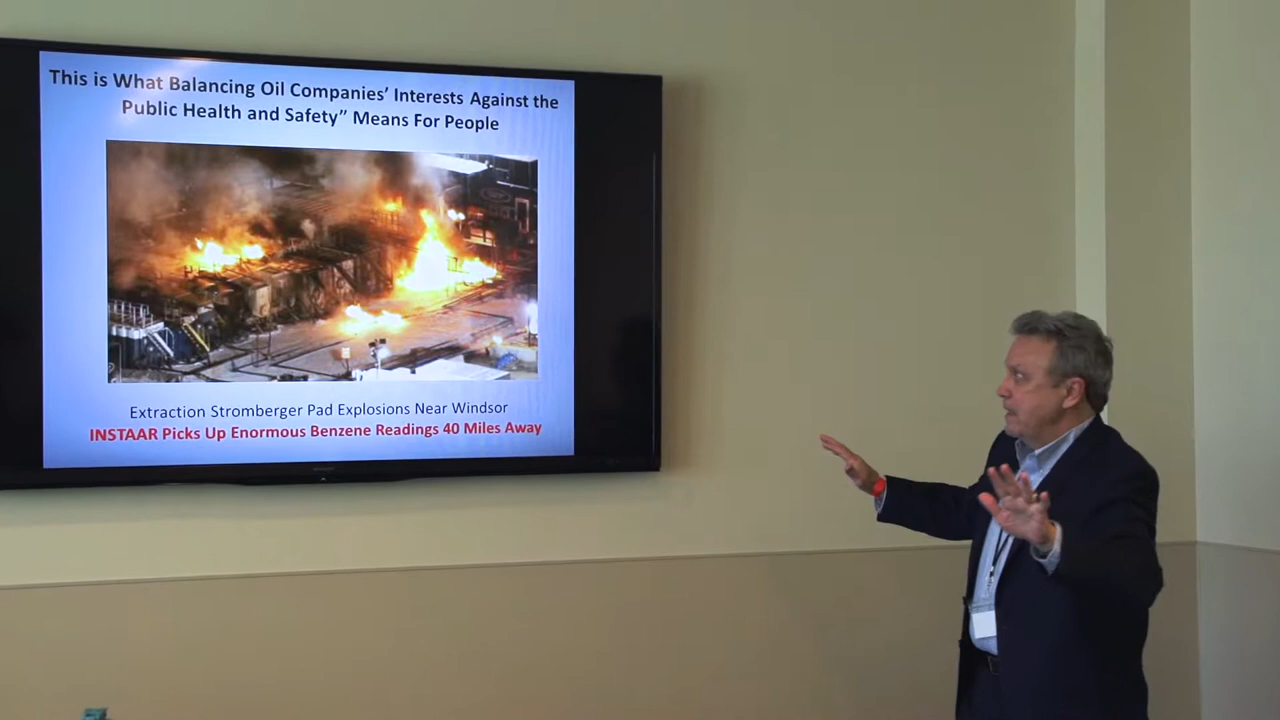 This is What Balancing Oil Companies' Interests Against the
Public Health and Safety” Means For People
Extraction Stromberger Pad Explosions Near Windsor
INSTAAR Picks Up Enormous Benzene Readings 40 Miles Away